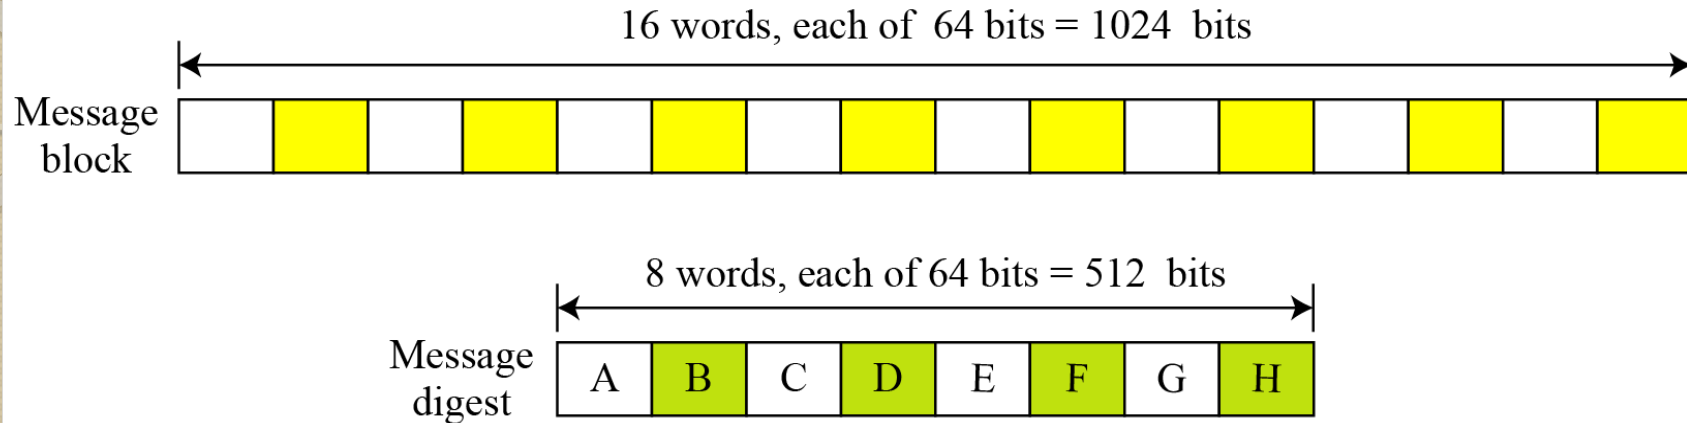 16 words, each of 64 bits = 1024 bits
Message
block
8 words, each of 64 bits = 512 bits
Message
digest
A B C D E F G H